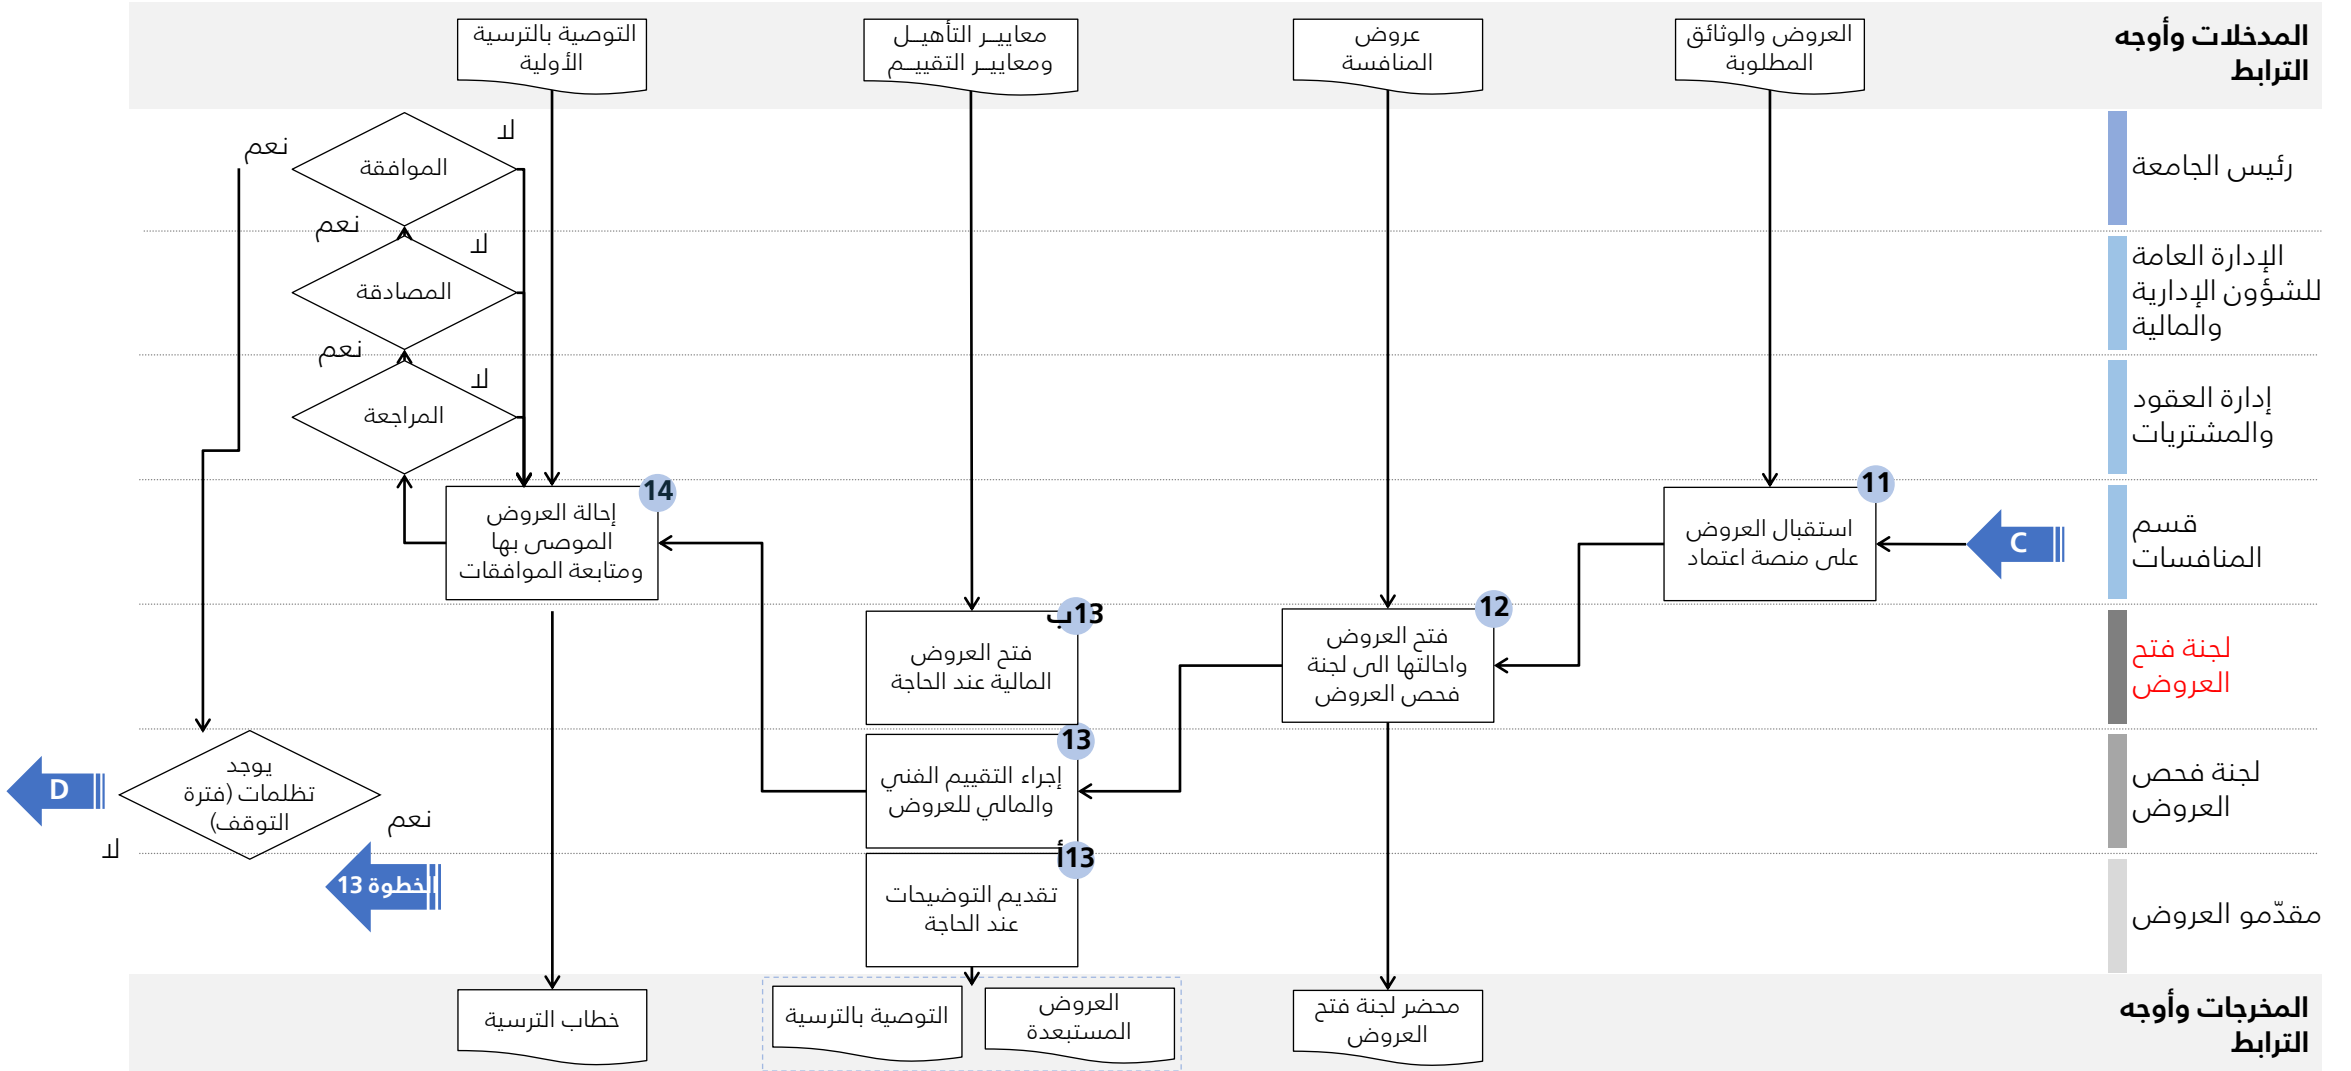 المدخلات وأوجه
الترابط
العروض والوثائق
المطلوبة
عروض
المنافسة
معاييــر التأهيــل
ومعاييــر التقييــم
التوصية بالترسية
الأولية
رئيس الجامعة
لا
نعم
الموافقة
الإدارة العامة
للشؤون الإدارية
والمالية
نعم
لا
المصادقة
إدارة العقود
والمشتريات
نعم
لا
المراجعة
قسم
المنافسات
C
11
استقبال العروض
على منصة اعتماد
14
إحالة العروض
الموصى بها
ومتابعة الموافقات
لجنة فتح
العروض
12
فتح العروض
واحالتها الى لجنة
فحص العروض
13ب
فتح العروض
المالية عند الحاجة
لجنة فحص
العروض
13
إجراء التقييم الفني
والمالي للعروض
يوجد
تظلمات (فترة
التوقف)
نعم
لا
D
مقدّمو العروض
13أ
تقديم التوضيحات
عند الحاجة
الخطوة 13
المخرجات وأوجه
الترابط
محضر لجنة فتح
العروض
العروض
المستبعدة
التوصية بالترسية
خطاب الترسية